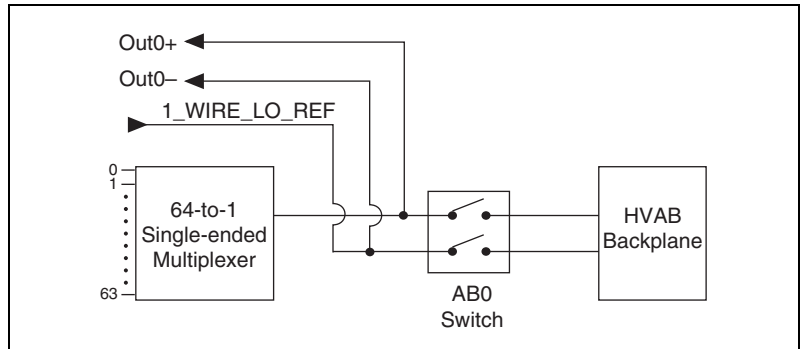 Out0+
Out0–
1_WIRE_LO_REF
0
1
63
64-to-1
Single-ended
Multiplexer
HVAB
Backplane
AB0
Switch